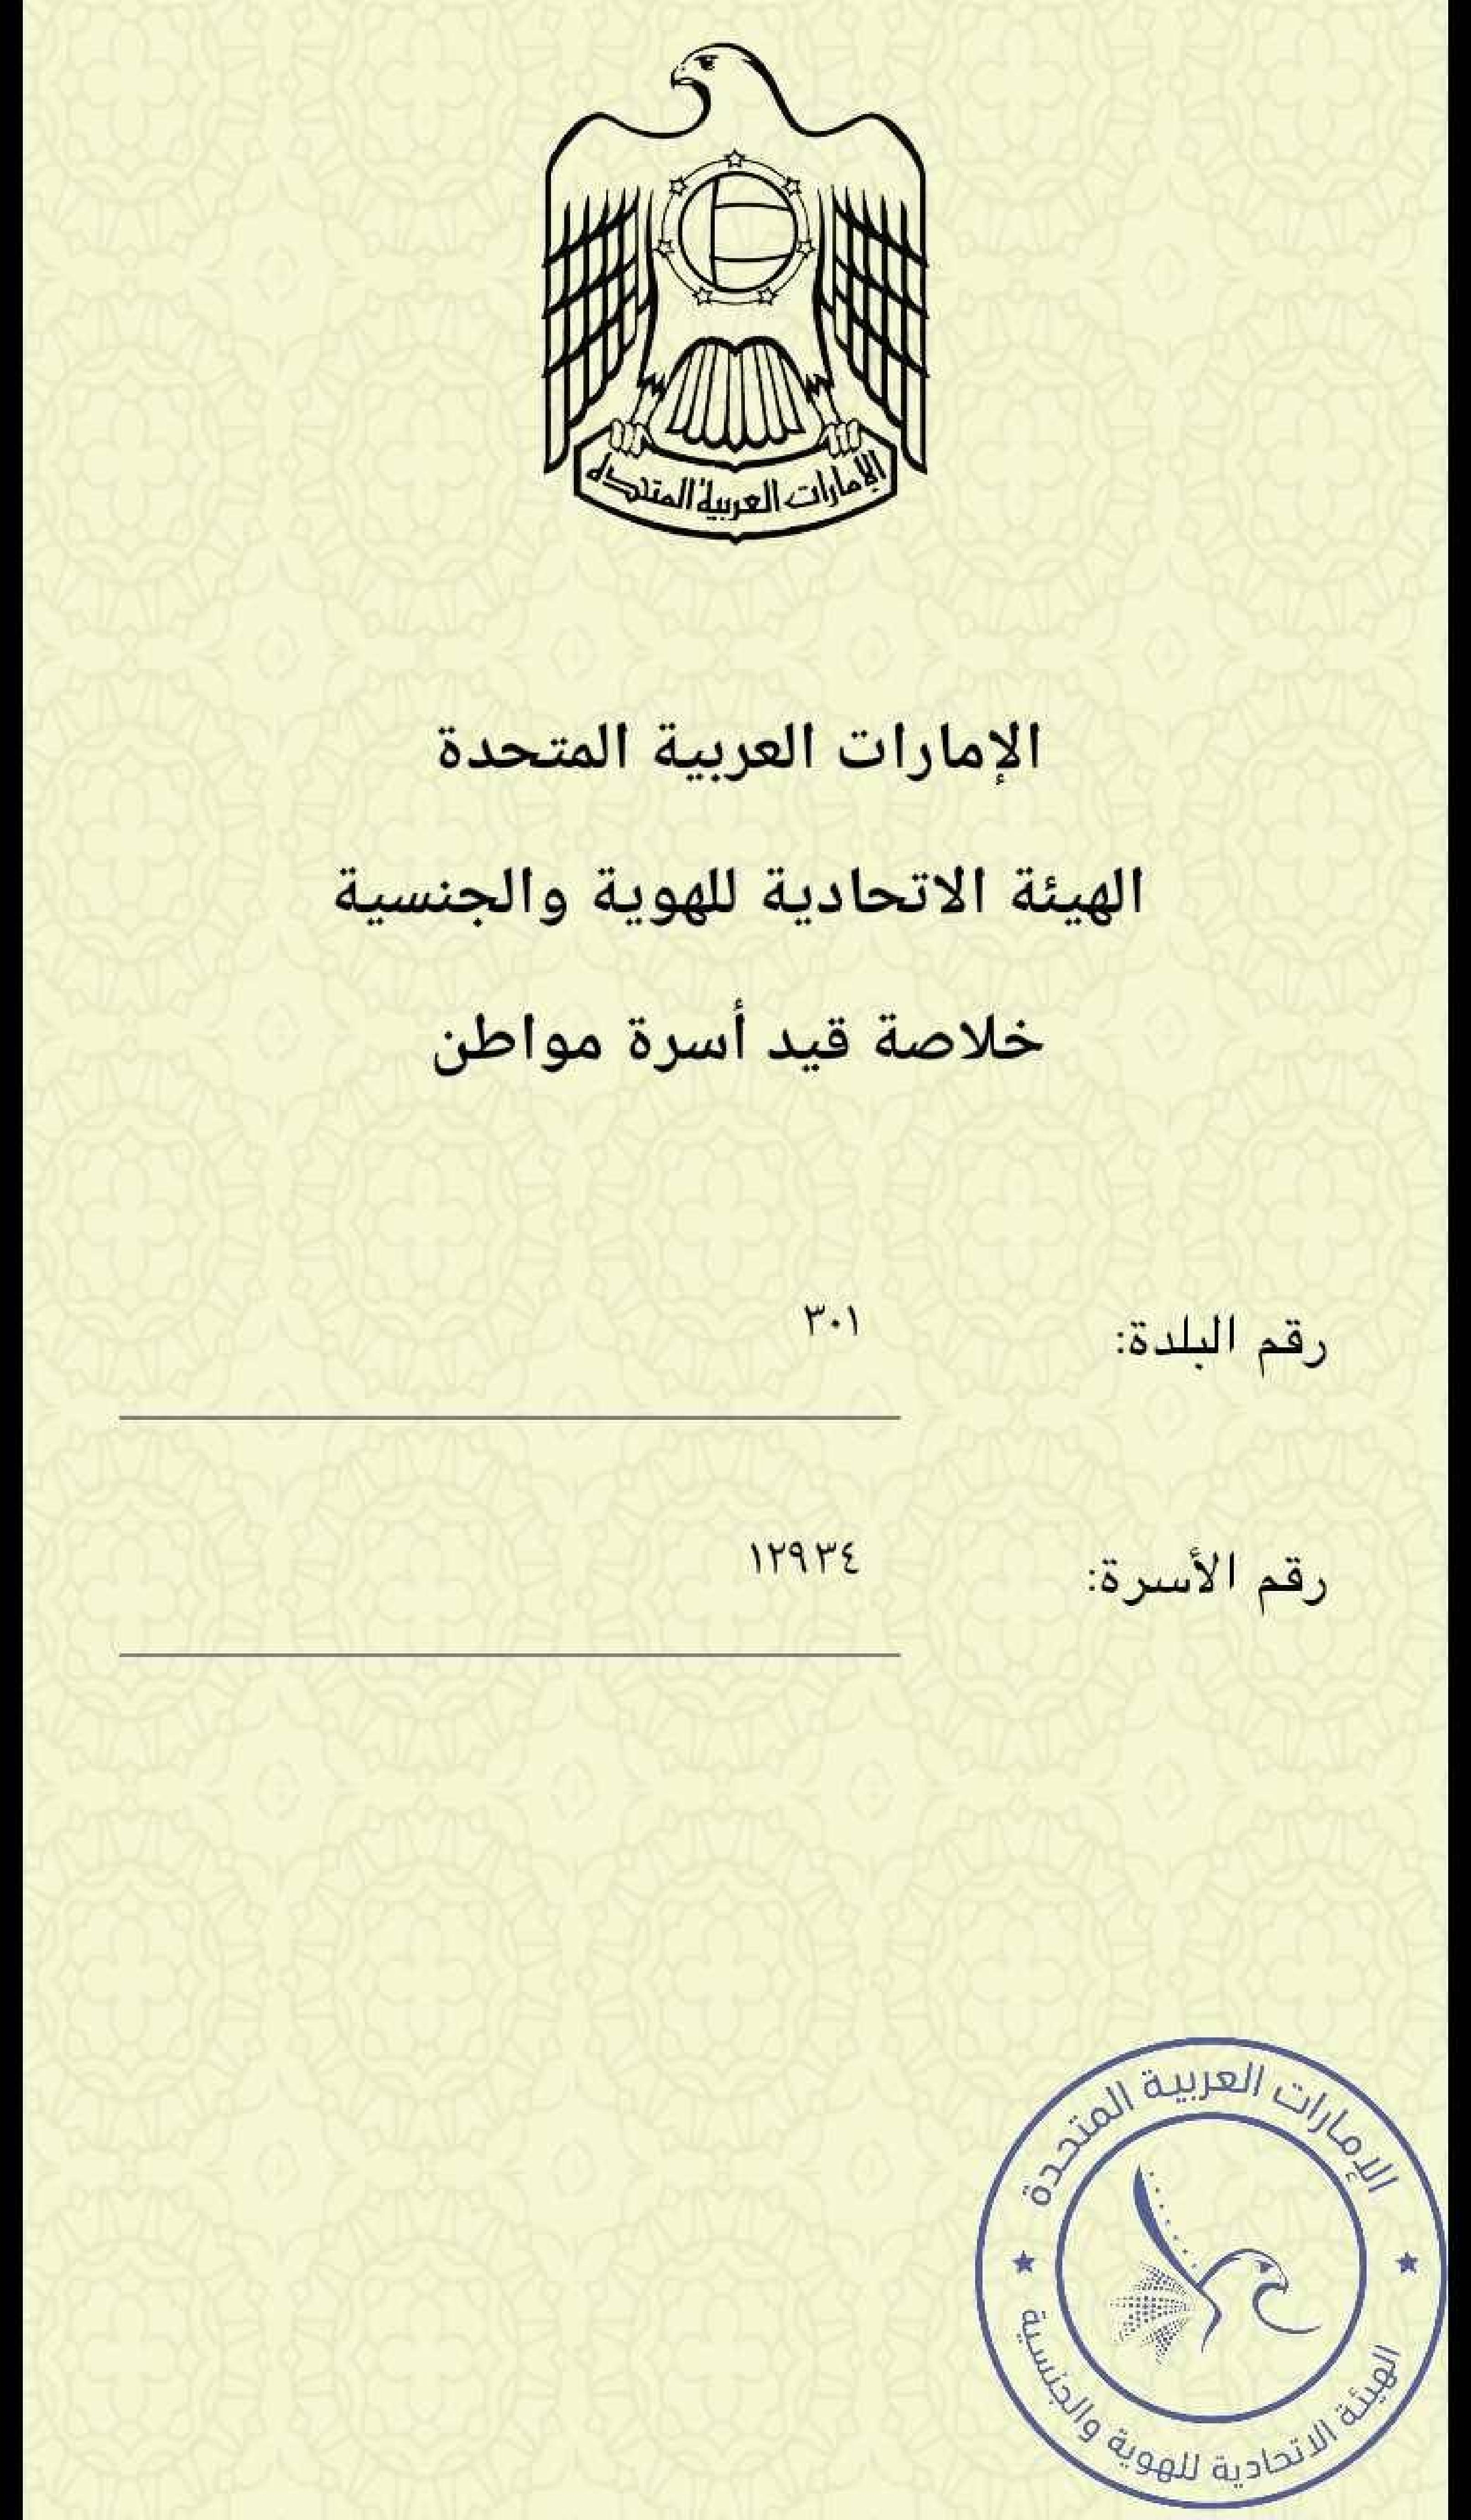 الإمارات العربية المتحدة
الإمارات العربية المتحدة
الهيئة الاتحادية للهوية والجنسية
خلاصة قيد أسرة مواطن
رقم البلدة: ٣٠١
رقم الأسرة: ١٢٩٣٤
الإمارات العربية المتحدة
الهيئة الاتحادية للهوية والجنسية